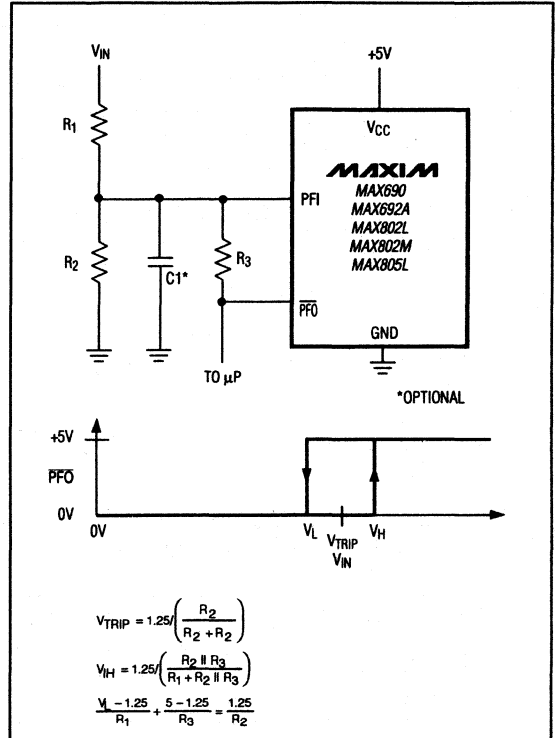 VIN
+5V
R1
VCC
MAXIM
MAX690
MAX692A
MAX802L
MAX802M
MAX805L
PFI
R2
C1*
R3
PFO
GND
TO µP
*OPTIONAL
+5V
PFO
0V
0V
VL
VTRIP
VIN
VH
VTRIP = 1.25/(R2 / (R2 + R2))
VIH = 1.25/(R2 || R3 / (R1 + R2 || R3))
(VL – 1.25)/R1 + (5 – 1.25)/R3 = 1.25/R2